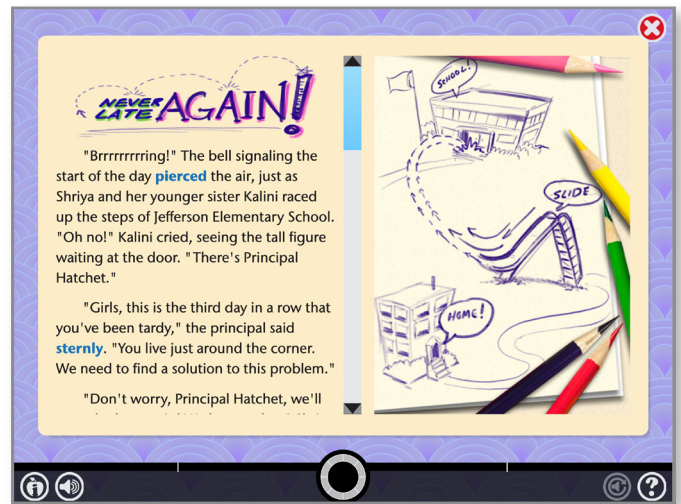 NEVER LATE AGAIN!
"Brrrrrrrring!" The bell signaling the
start of the day pierced the air, just as
Shriya and her younger sister Kalini raced
up the steps of Jefferson Elementary School.
"Oh no!" Kalini cried, seeing the tall figure
waiting at the door. "There's Principal
Hatchet."
"Girls, this is the third day in a row that
you've been tardy," the principal said
sternly. "You live just around the corner.
We need to find a solution to this problem."
"Don't worry, Principal Hatchet, we'll
SCHOOL!
SLIDE
HOME!